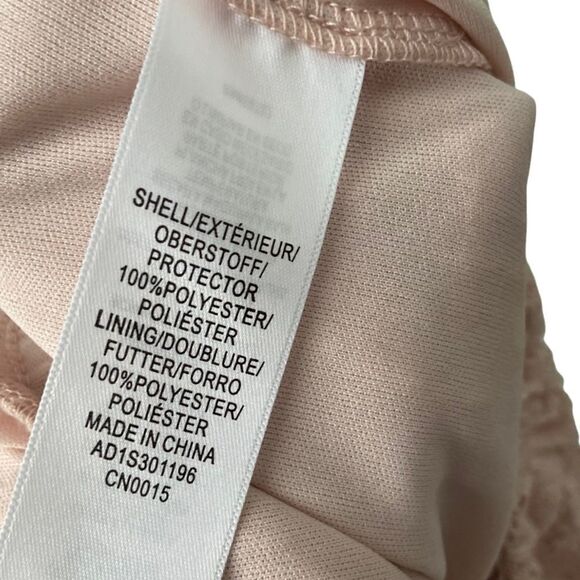 SHELL/EXTÉRIEUR/
OBERSTOFF/
PROTECTOR
100%POLYESTER/
POLIÉSTER
LINING/DOUBLURE/
FUTTER/FORRO
100%POLYESTER/
POLIÉSTER
MADE IN CHINA
AD1S301196
CN0015